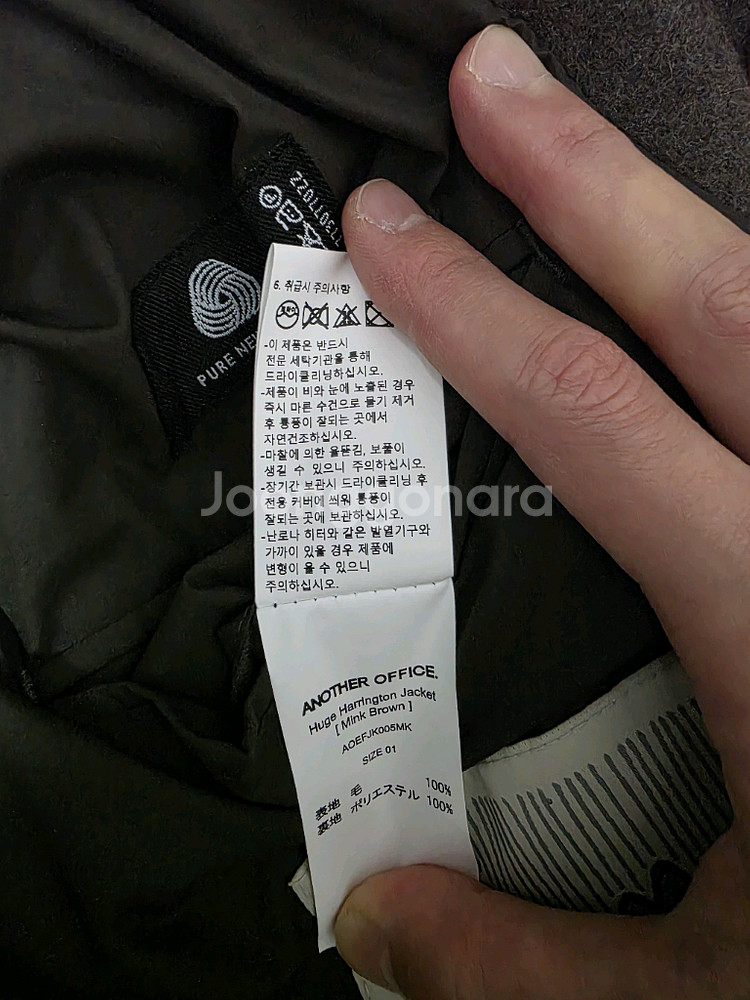 23017022
PURE NE
6. 취급시 주의사항
-이 제품은 반드시
전문 세탁기관을 통해
드라이클리닝하십시오.
-제품이 비와 눈에 노출된 경우
즉시 마른 수건으로 물기 제거
후 통풍이 잘되는 곳에서
자연건조하십시오.
-마찰에 의한 올뜯김, 보풀이
생길 수 있으니 주의하십시오.
-장기간 보관시 드라이클리닝 후
전용 커버에 씌워 통풍이
잘되는 곳에 보관하십시오.
-난로나 히터와 같은 발열기구와
가까이 있을 경우 제품에
변형이 올 수 있으니
주의하십시오.
ANOTHER OFFICE.
Huge Harrington Jacket
[ Mink Brown ]
AOEFJK005MK
SIZE 01
表地 毛 100%
裏地 ポリエステル 100%